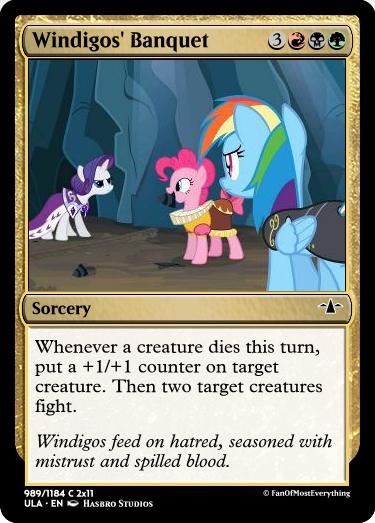 Windigos' Banquet 3
Sorcery
Whenever a creature dies this turn,
put a +1/+1 counter on target
creature. Then two target creatures
fight.
Windigos feed on hatred, seasoned with
mistrust and spilled blood.
989/1184 C 2x11
ULA • EN Hasbro Studios
© FanOfMostEverything